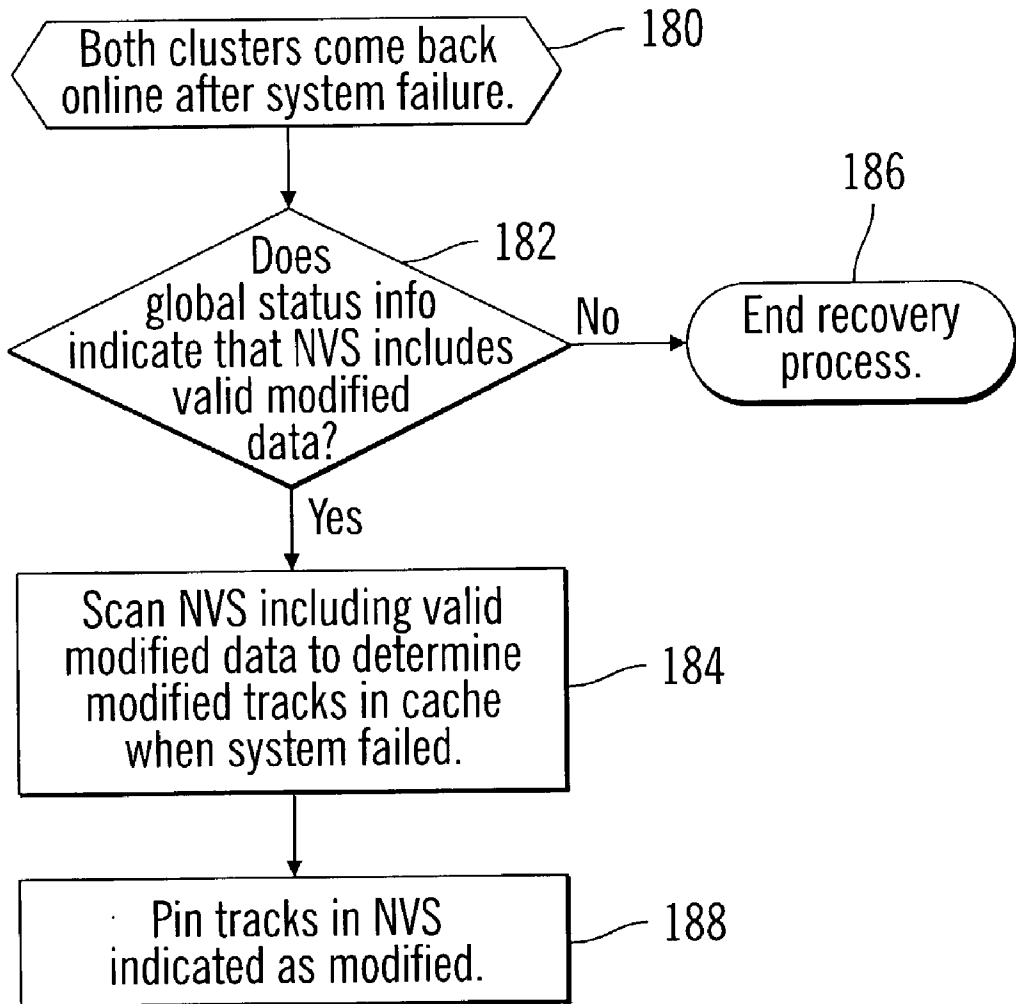 Both clusters come back
online after system failure.
180
Does
global status info
indicate that NVS includes
valid modified
data?
182
No
186
End recovery
process.
Yes
Scan NVS including valid
modified data to determine
modified tracks in cache
when system failed.
184
Pin tracks in NVS
indicated as modified.
188